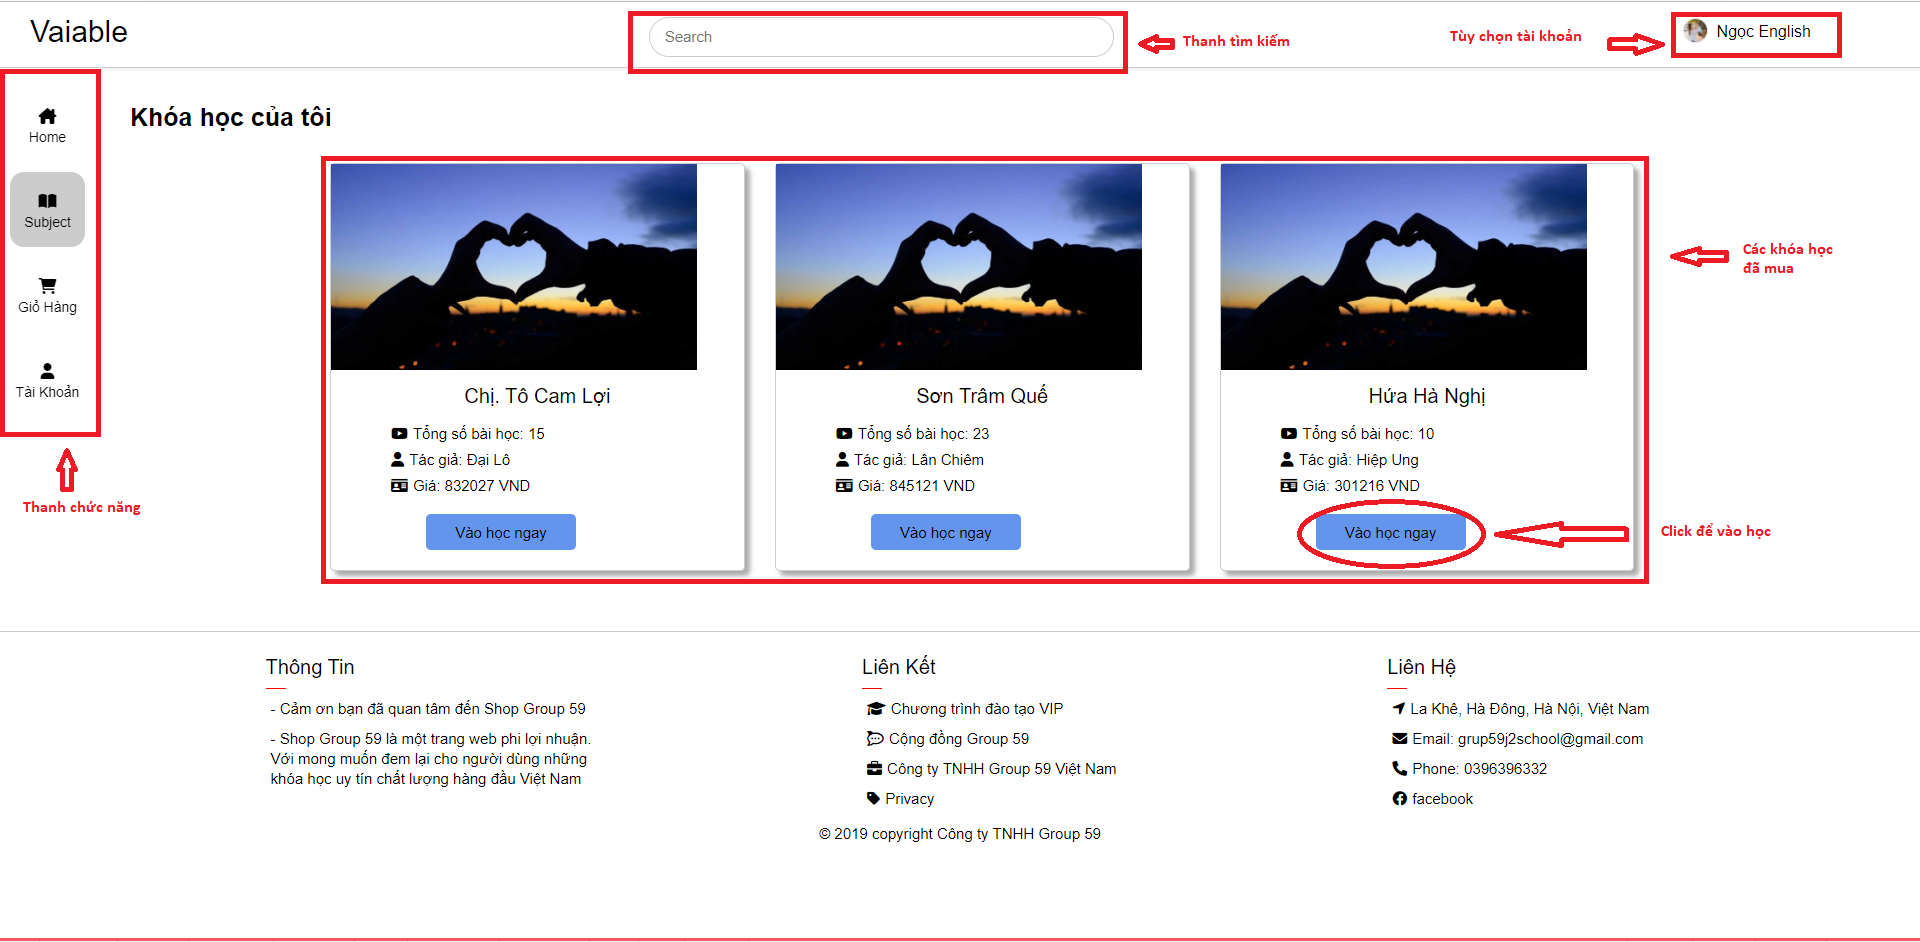 Vaiable
Search
Thanh tìm kiếm
Tùy chọn tài khoản
Ngọc English
Home
Subject
Giỏ Hàng
Tài Khoản
Thanh chức năng
Khóa học của tôi
Chị. Tô Cam Lợi
Tổng số bài học: 15
Tác giả: Đại Lô
Giá: 832027 VND
Vào học ngay
Sơn Trâm Quế
Tổng số bài học: 23
Tác giả: Lân Chiêm
Giá: 845121 VND
Vào học ngay
Hứa Hà Nghị
Tổng số bài học: 10
Tác giả: Hiệp Ung
Giá: 301216 VND
Vào học ngay
Các khóa học
đã mua
Click để vào học
Thông Tin
- Cảm ơn bạn đã quan tâm đến Shop Group 59
- Shop Group 59 là một trang web phi lợi nhuận.
Với mong muốn đem lại cho người dùng những
khóa học uy tín chất lượng hàng đầu Việt Nam
Liên Kết
Chương trình đào tạo VIP
Cộng đồng Group 59
Công ty TNHH Group 59 Việt Nam
Privacy
Liên Hệ
La Khê, Hà Đông, Hà Nội, Việt Nam
Email: grup59j2school@gmail.com
Phone: 0396396332
facebook
© 2019 copyright Công ty TNHH Group 59